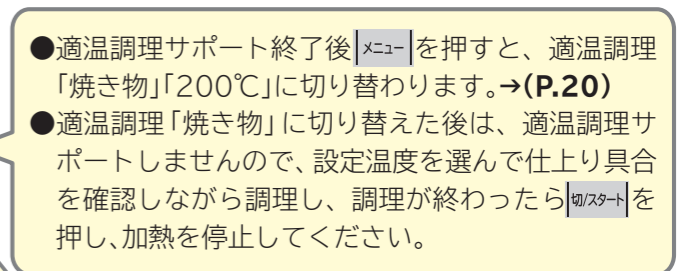 ●適温調理サポート終了後メニューを押すと、適温調理
「焼き物」「200℃」に切り替わります。→(P.20)
●適温調理「焼き物」に切り替えた後は、適温調理サ
ポートしませんので、設定温度を選んで仕上り具合
を確認しながら調理し、調理が終わったら切/スタートを
押し、加熱を停止してください。